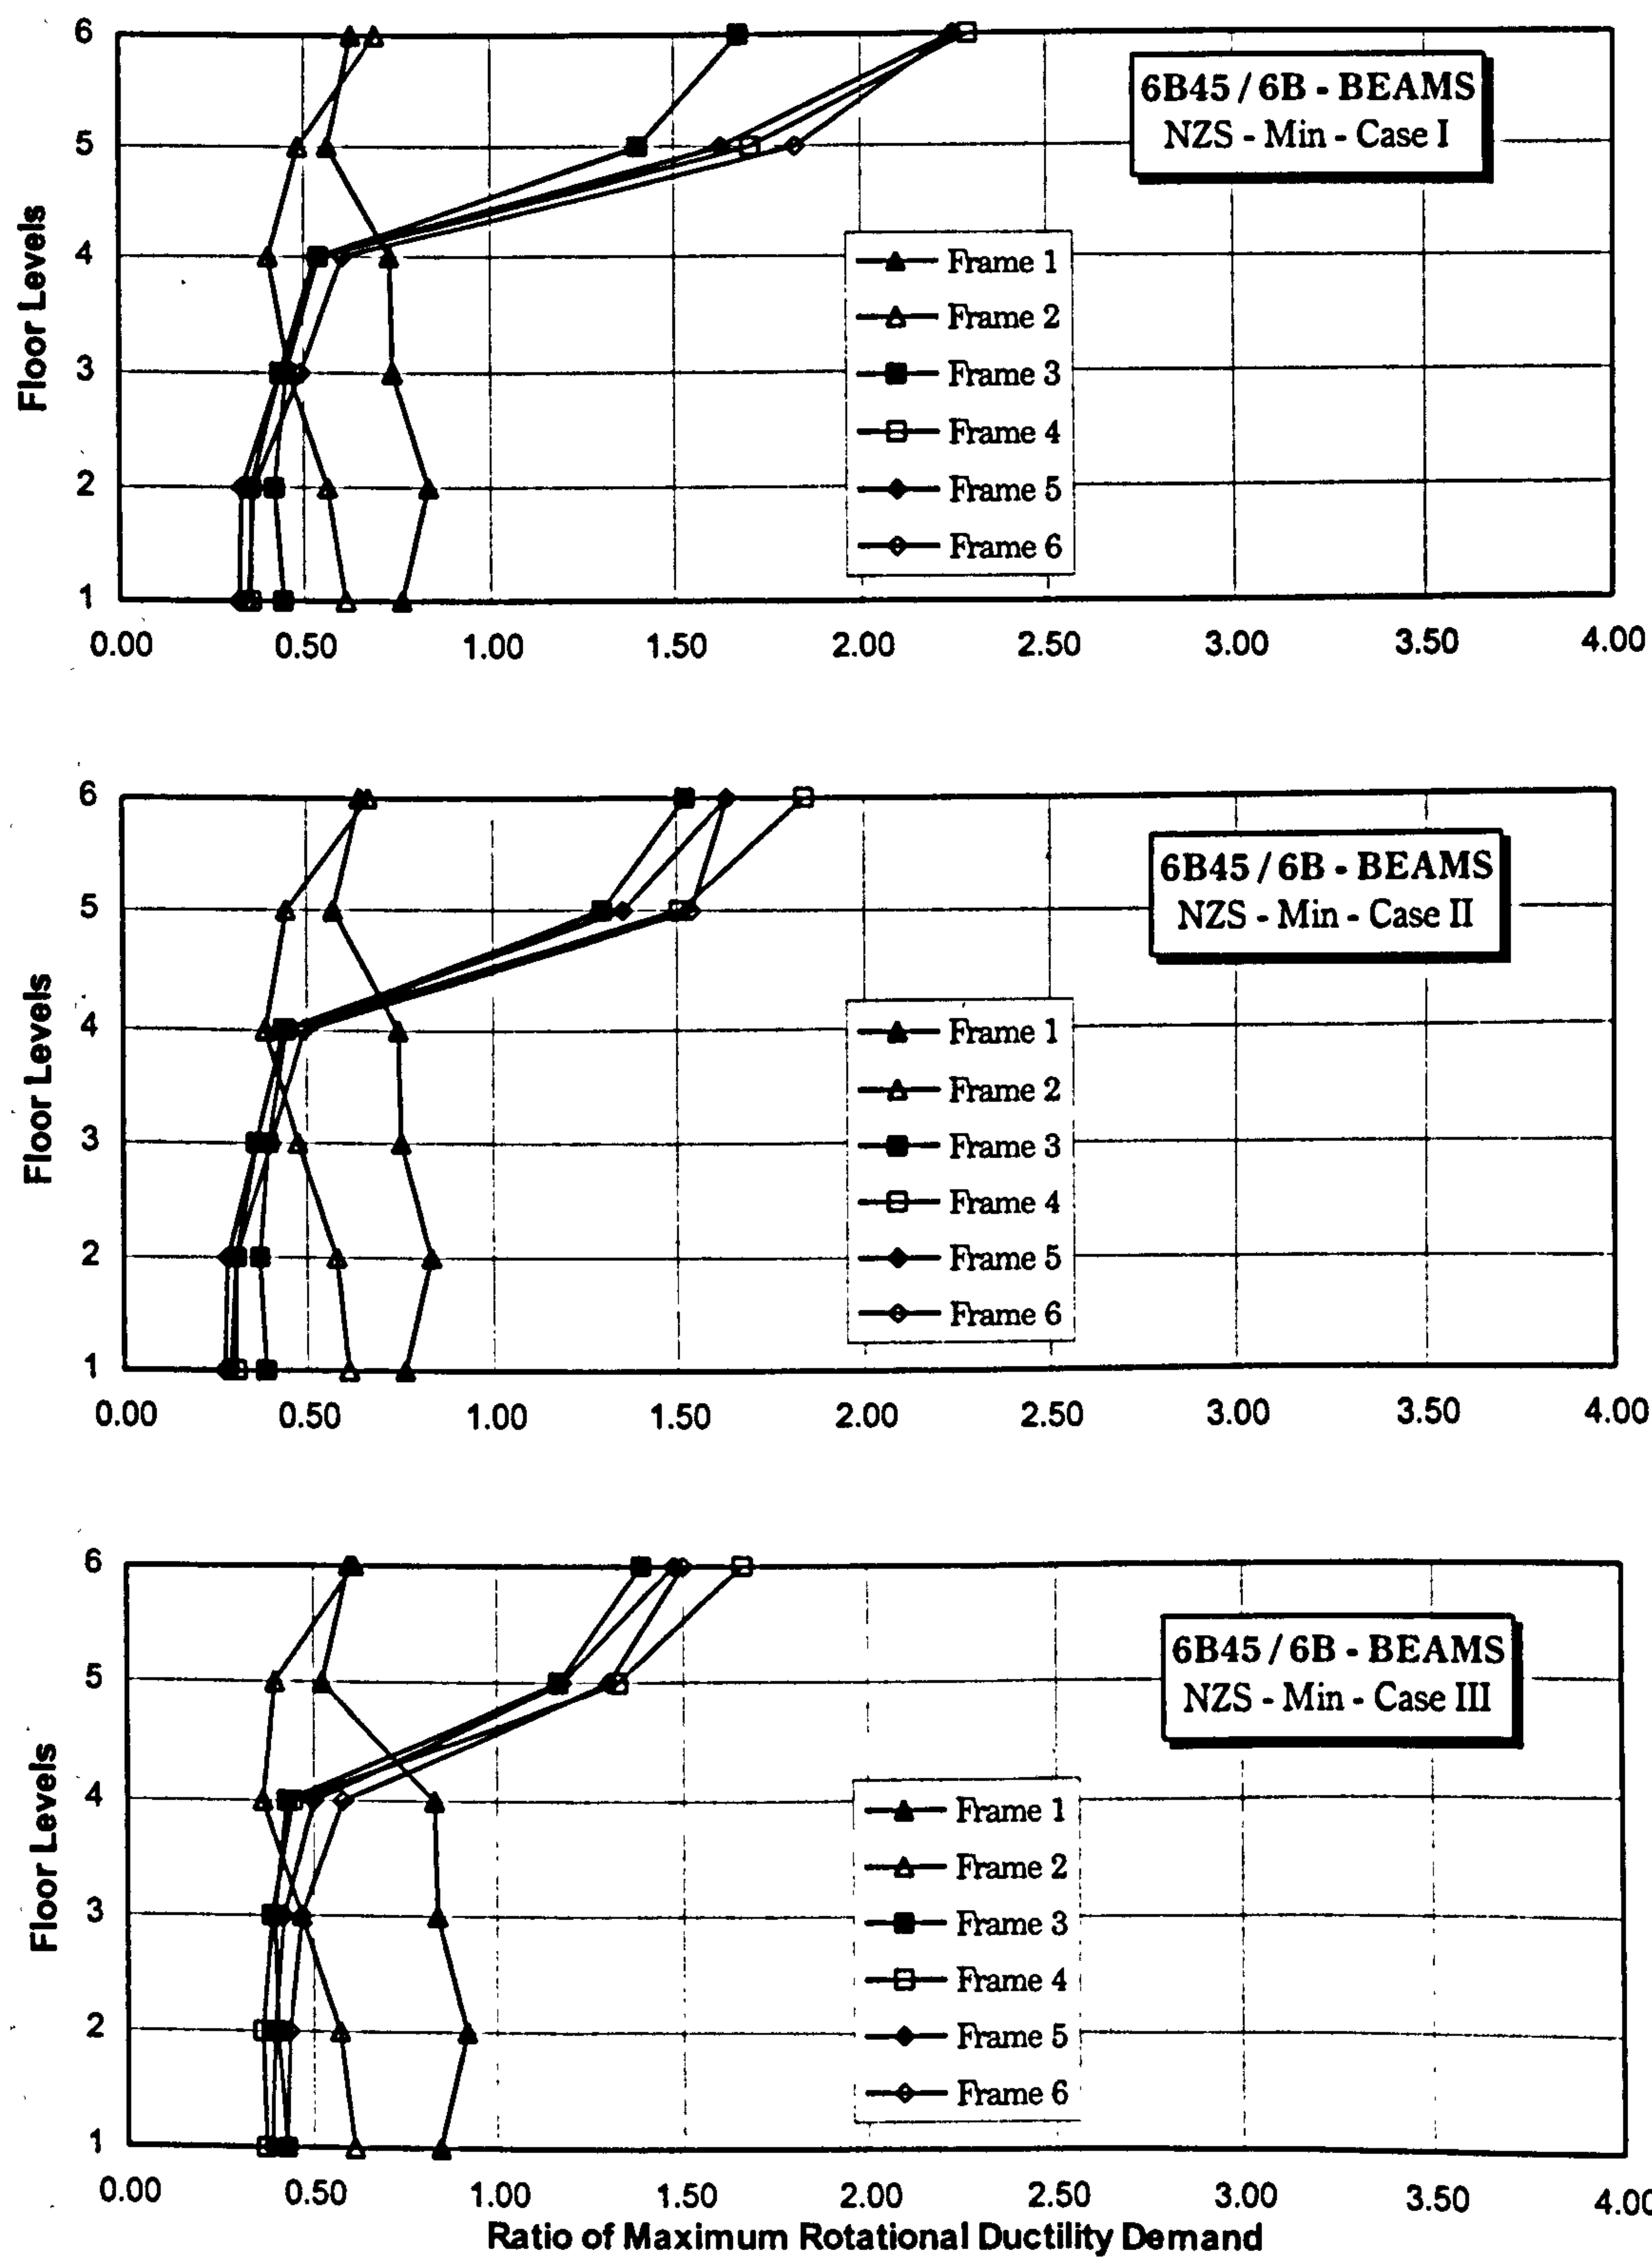 6
5
4
3
2
1
Floor Levels
6B45 / 6B - BEAMS
NZS - Min - Case I
Frame 1
Frame 2
Frame 3
Frame 4
Frame 5
Frame 6
0.00 0.50 1.00 1.50 2.00 2.50 3.00 3.50 4.00
6
5
4
3
2
1
Floor Levels
6B45 / 6B - BEAMS
NZS - Min - Case II
Frame 1
Frame 2
Frame 3
Frame 4
Frame 5
Frame 6
0.00 0.50 1.00 1.50 2.00 2.50 3.00 3.50 4.00
6
5
4
3
2
1
Floor Levels
6B45 / 6B - BEAMS
NZS - Min - Case III
Frame 1
Frame 2
Frame 3
Frame 4
Frame 5
Frame 6
0.00 0.50 1.00 1.50 2.00 2.50 3.00 3.50 4.00
Ratio of Maximum Rotational Ductility Demand